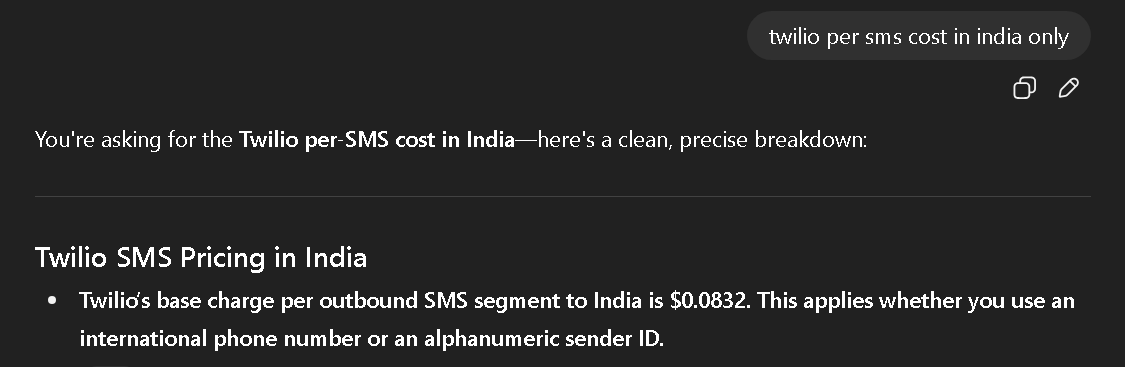 twilio per sms cost in india only
You're asking for the Twilio per-SMS cost in India—here's a clean, precise breakdown:
Twilio SMS Pricing in India
• Twilio's base charge per outbound SMS segment to India is $0.0832. This applies whether you use an
international phone number or an alphanumeric sender ID.